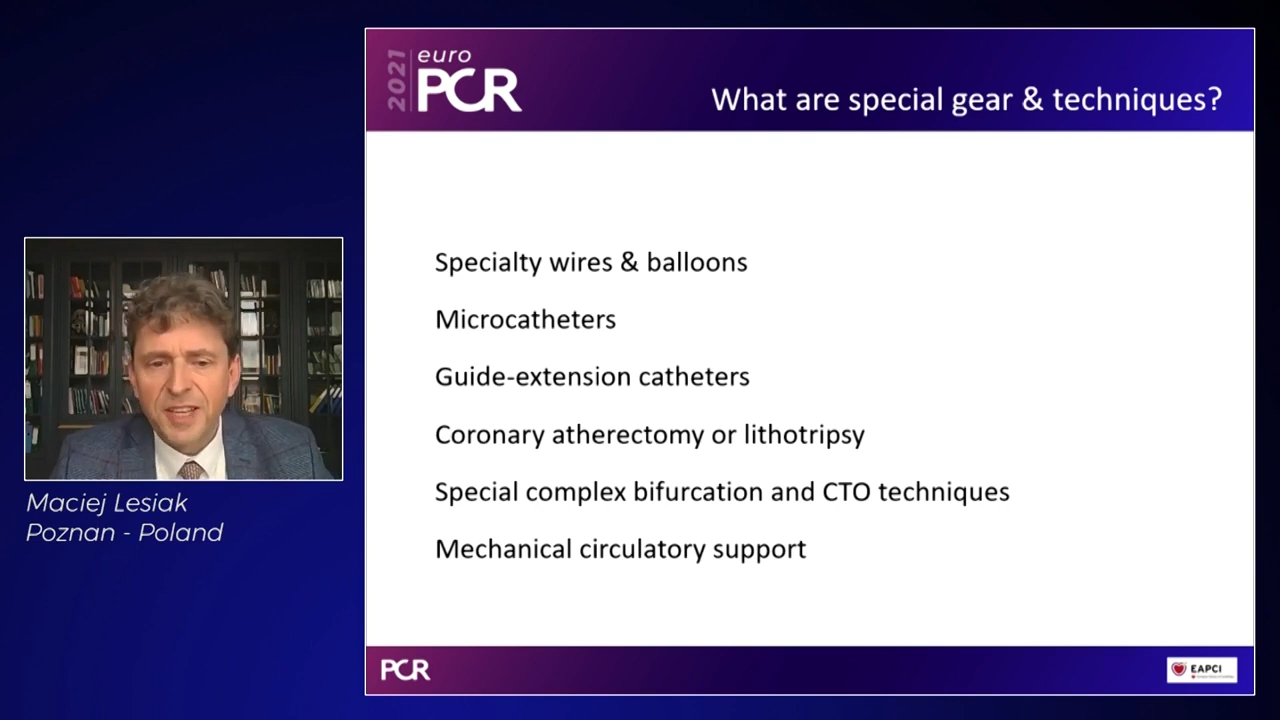 2021
euro
PCR
What are special gear & techniques?
Specialty wires & balloons
Microcatheters
Guide-extension catheters
Coronary atherectomy or lithotripsy
Special complex bifurcation and CTO techniques
Mechanical circulatory support
Maciej Lesiak
Poznan - Poland
PCR
EAPCI